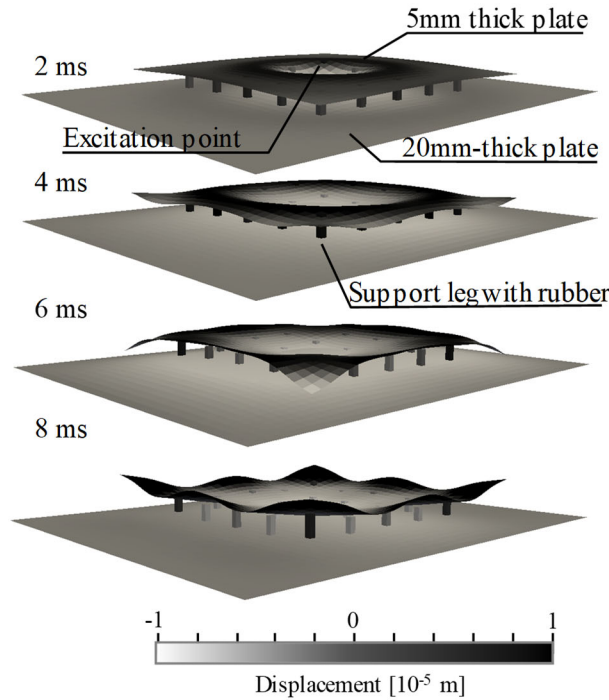 5mm thick plate
2 ms
Excitation point
20mm-thick plate
4 ms
Support leg with rubber
6 ms
8 ms
-1 0 1
Displacement [10-5 m]